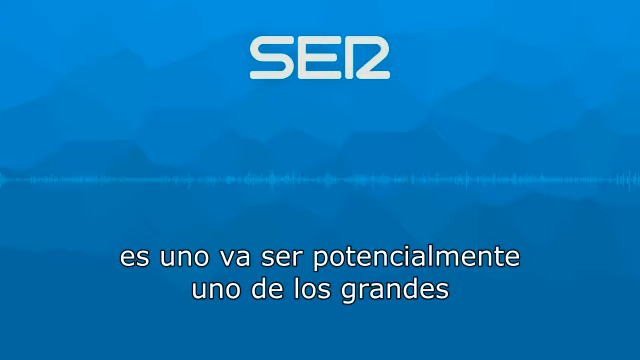 SER
es uno va ser potencialmente
uno de los grandes